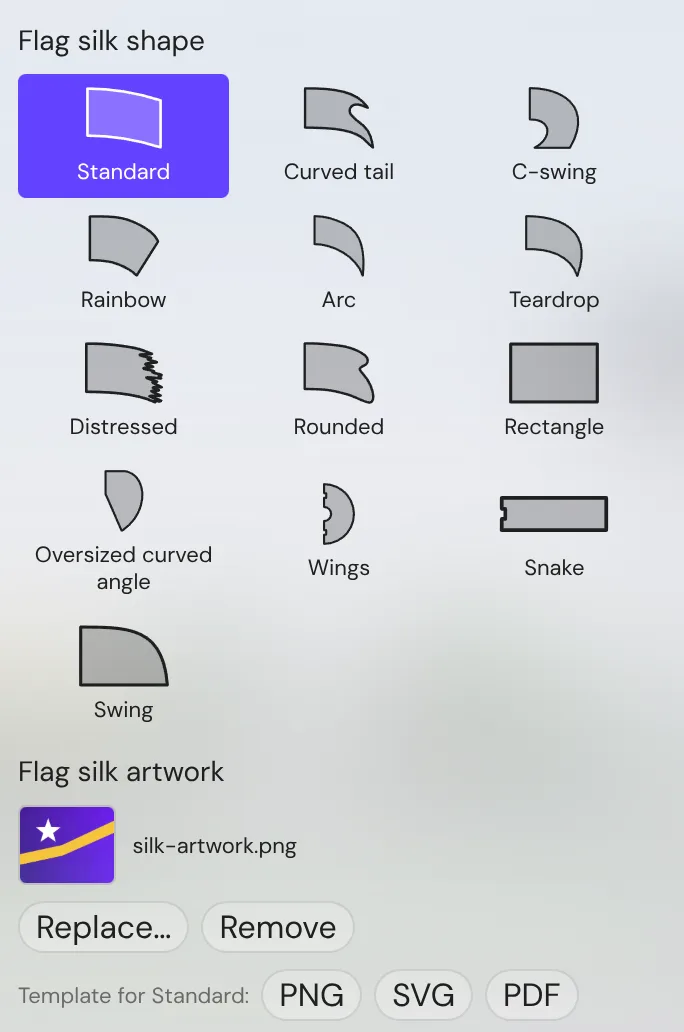 Flag silk shape
Standard
Curved tail
C-swing
Rainbow
Arc
Teardrop
Distressed
Rounded
Rectangle
Oversized curved
angle
Wings
Snake
Swing
Flag silk artwork
silk-artwork.png
Replace...
Remove
Template for Standard:
PNG
SVG
PDF